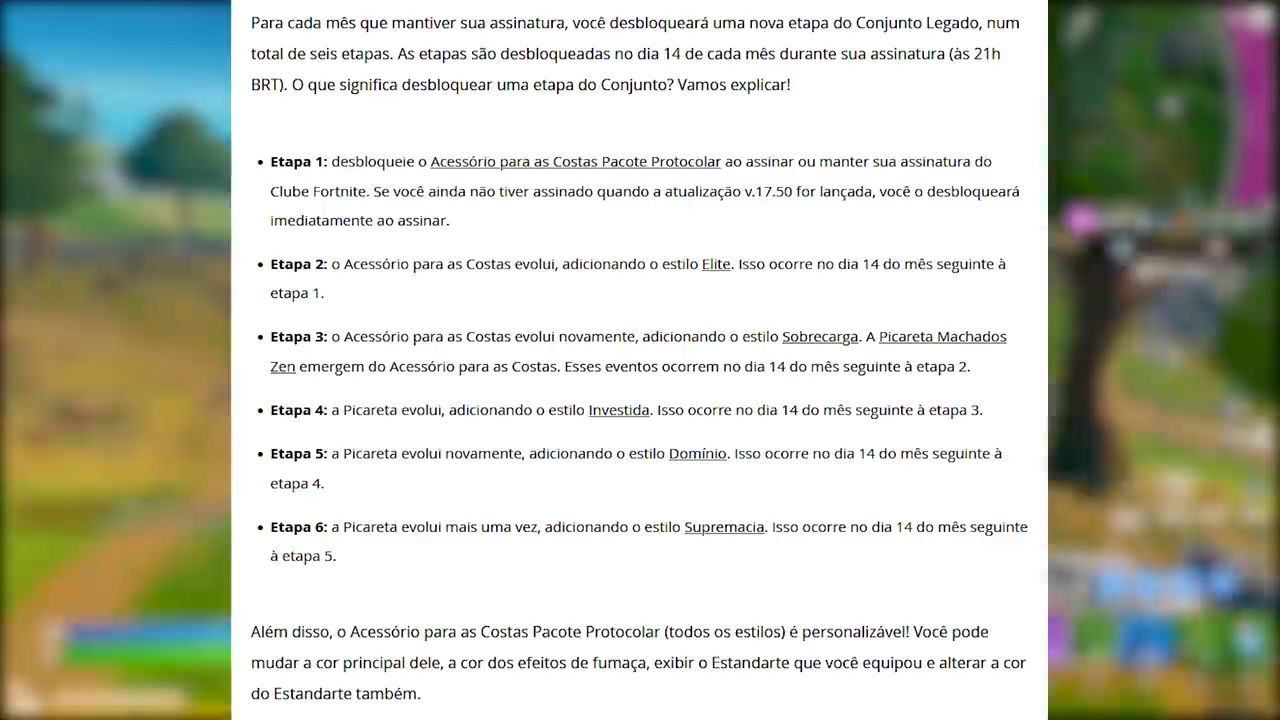 Para cada mês que mantiver sua assinatura, você desbloqueará uma nova etapa do Conjunto Legado, num
total de seis etapas. As etapas são desbloqueadas no dia 14 de cada mês durante sua assinatura (às 21h
BRT). O que significa desbloquear uma etapa do Conjunto? Vamos explicar!
• Etapa 1: desbloqueie o Acessório para as Costas Pacote Protocolar ao assinar ou manter sua assinatura do
Clube Fortnite. Se você ainda não tiver assinado quando a atualização v.17.50 for lançada, você o desbloqueará
imediatamente ao assinar.
• Etapa 2: o Acessório para as Costas evolui, adicionando o estilo Elite. Isso ocorre no dia 14 do mês seguinte à
etapa 1.
• Etapa 3: o Acessório para as Costas evolui novamente, adicionando o estilo Sobrecarga. A Picareta Machados
Zen emergem do Acessório para as Costas. Esses eventos ocorrem no dia 14 do mês seguinte à etapa 2.
• Etapa 4: a Picareta evolui, adicionando o estilo Investida. Isso ocorre no dia 14 do mês seguinte à etapa 3.
• Etapa 5: a Picareta evolui novamente, adicionando o estilo Domínio. Isso ocorre no dia 14 do mês seguinte à
etapa 4.
• Etapa 6: a Picareta evolui mais uma vez, adicionando o estilo Supremacia. Isso ocorre no dia 14 do mês seguinte
à etapa 5.
Além disso, o Acessório para as Costas Pacote Protocolar (todos os estilos) é personalizável! Você pode
mudar a cor principal dele, a cor dos efeitos de fumaça, exibir o Estandarte que você equipou e alterar a cor
do Estandarte também.